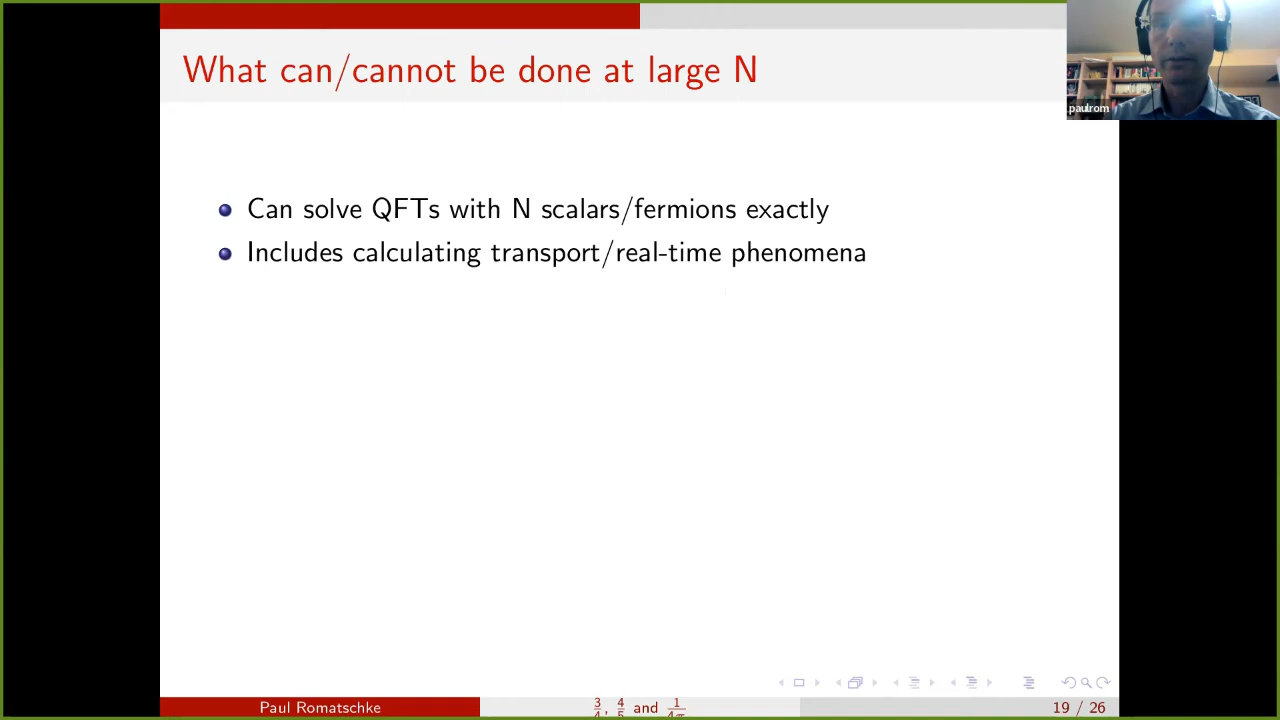 What can/cannot be done at large N
paulrom
Can solve QFTs with N scalars/fermions exactly
Includes calculating transport/real-time phenomena
Paul Romatschke
3/4, 4/5 and 1/4π
19 / 26